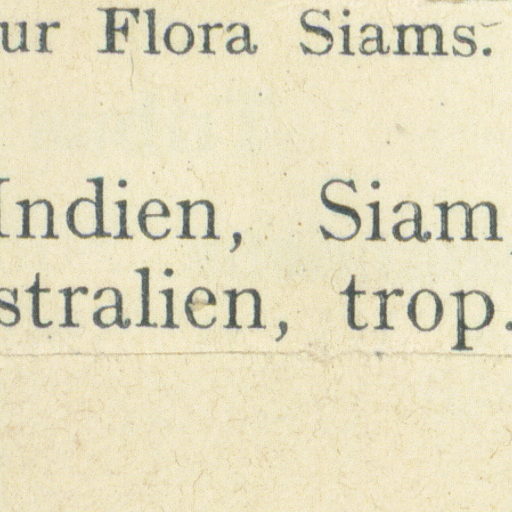 ur Flora Siams.
Indien, Siam,
stralien, trop.